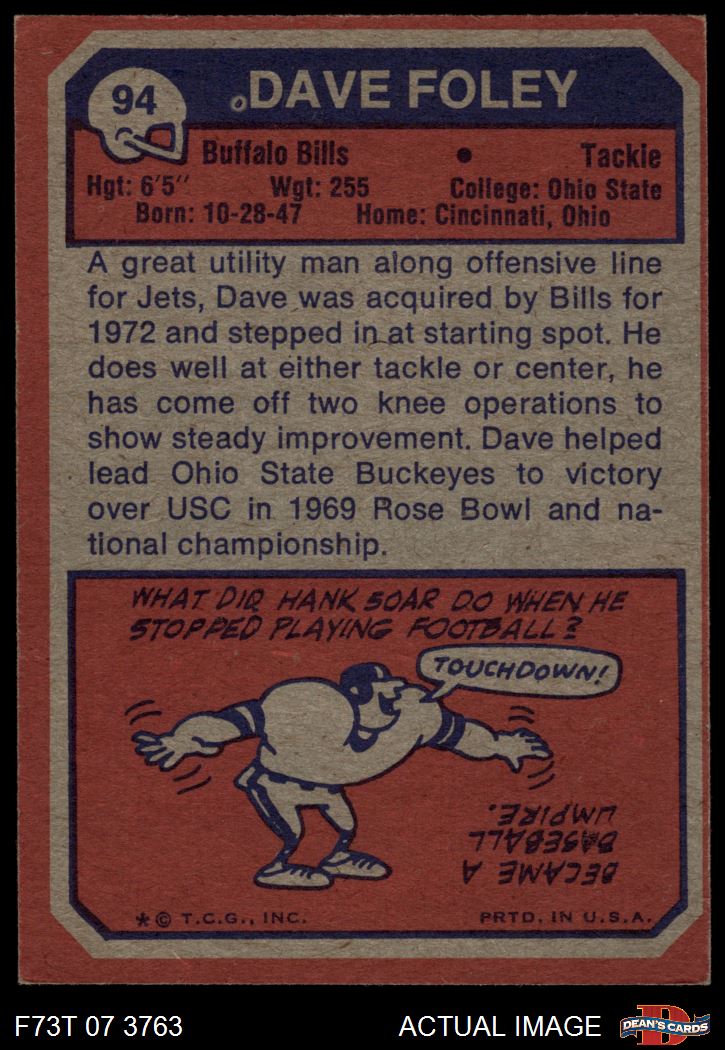 94
DAVE FOLEY
Buffalo Bills • Tackle
Hgt: 6'5" Wgt: 255 College: Ohio State
Born: 10-28-47 Home: Cincinnati, Ohio
A great utility man along offensive line
for Jets, Dave was acquired by Bills for
1972 and stepped in at starting spot. He
does well at either tackle or center, he
has come off two knee operations to
show steady improvement. Dave helped
lead Ohio State Buckeyes to victory
over USC in 1969 Rose Bowl and na-
tional championship.
WHAT DID HANK SOAR DO WHEN HE
STOPPED PLAYING FOOTBALL?
TOUCHDOWN!
BECAME A
BASEBALL
UMPIRE.
* © T.C.G., INC. PRTD. IN U.S.A.
F73T 07 3763 ACTUAL IMAGE
D
DEAN'S CARDS